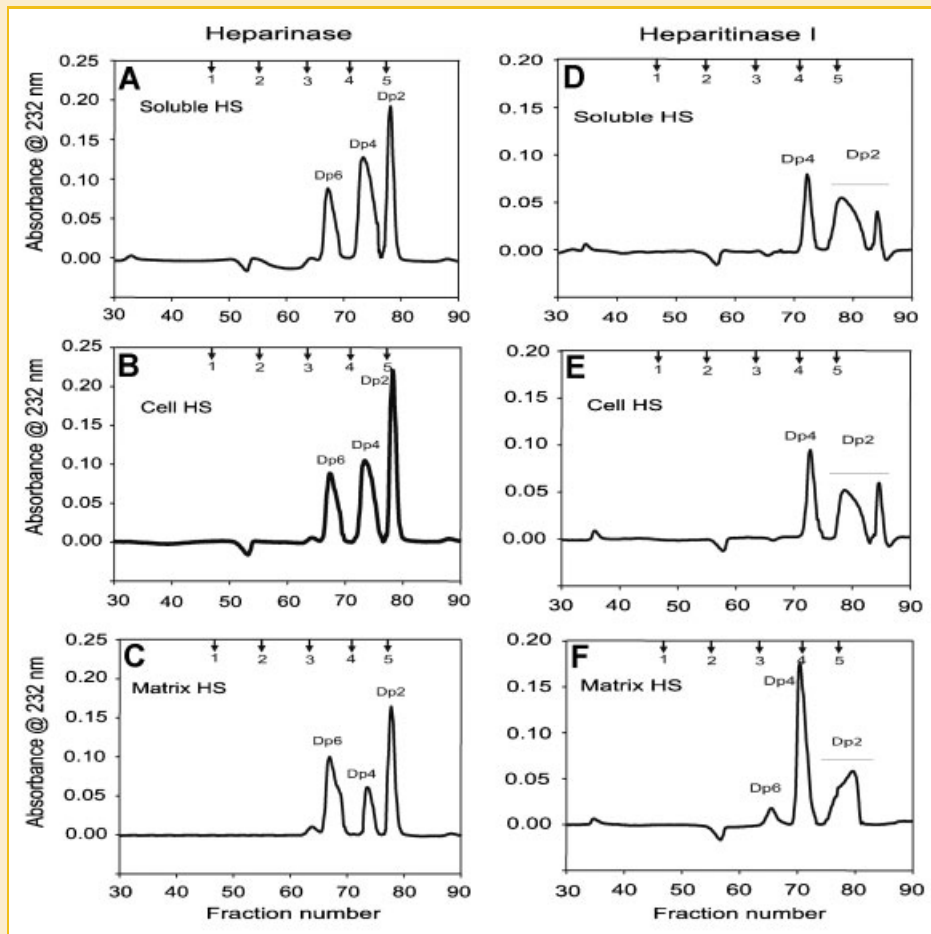 Heparinase
Heparitinase I
A
Soluble HS
1 2 3 4 5
Dp6
Dp4
Dp2
Absorbance @ 232 nm
0.25
0.20
0.15
0.10
0.05
0.00
30 40 50 60 70 80 90
D
Soluble HS
1 2 3 4 5
Dp4
Dp2
0.20
0.15
0.10
0.05
0.00
30 40 50 60 70 80 90
B
Cell HS
1 2 3 4 5
Dp6
Dp4
Dp2
Absorbance @ 232 nm
0.25
0.20
0.15
0.10
0.05
0.00
30 40 50 60 70 80 90
E
Cell HS
1 2 3 4 5
Dp4
Dp2
0.20
0.15
0.10
0.05
0.00
30 40 50 60 70 80 90
C
Matrix HS
1 2 3 4 5
Dp6
Dp4
Dp2
Absorbance @ 232 nm
0.25
0.20
0.15
0.10
0.05
0.00
30 40 50 60 70 80 90
Fraction number
F
Matrix HS
1 2 3 4 5
Dp6
Dp4
Dp2
0.20
0.15
0.10
0.05
0.00
30 40 50 60 70 80 90
Fraction number